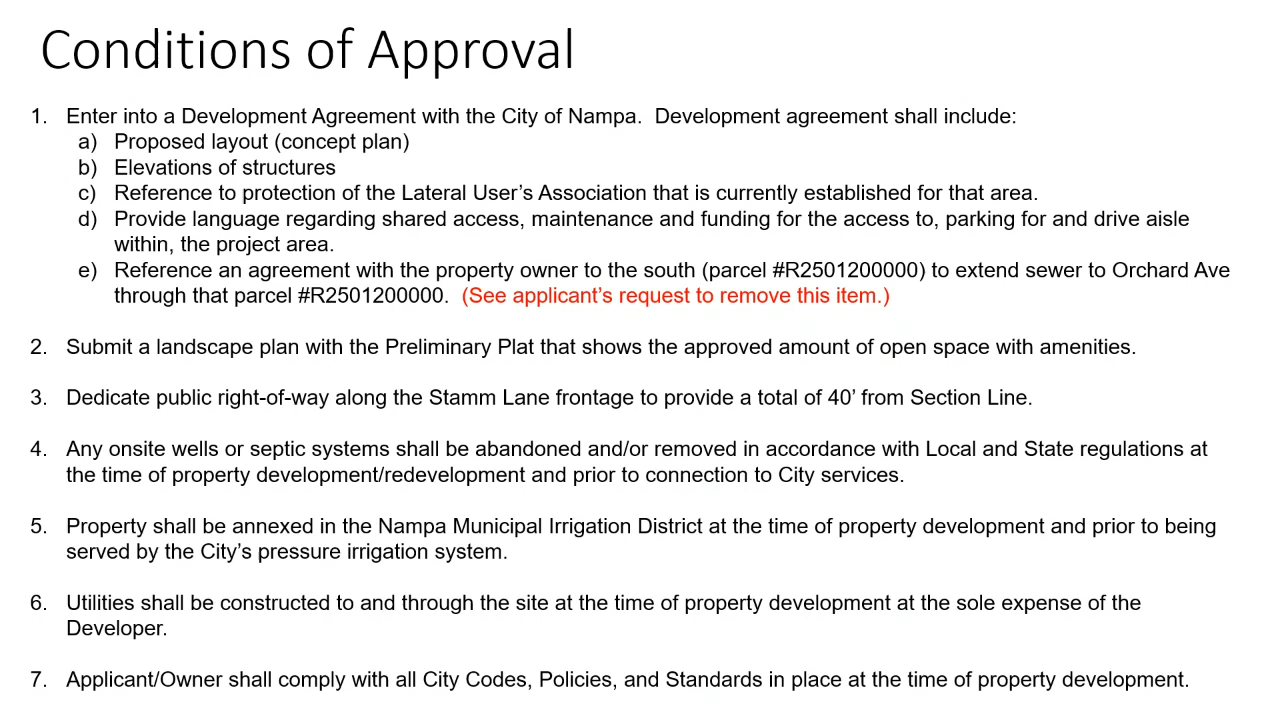 Conditions of Approval
1. Enter into a Development Agreement with the City of Nampa.  Development agreement shall include:
a) Proposed layout (concept plan)
b) Elevations of structures
c) Reference to protection of the Lateral User’s Association that is currently established for that area.
d) Provide language regarding shared access, maintenance and funding for the access to, parking for and drive aisle
within, the project area.
e) Reference an agreement with the property owner to the south (parcel #R2501200000) to extend sewer to Orchard Ave
through that parcel #R2501200000.  (See applicant’s request to remove this item.)
2. Submit a landscape plan with the Preliminary Plat that shows the approved amount of open space with amenities.
3. Dedicate public right-of-way along the Stamm Lane frontage to provide a total of 40’ from Section Line.
4. Any onsite wells or septic systems shall be abandoned and/or removed in accordance with Local and State regulations at
the time of property development/redevelopment and prior to connection to City services.
5. Property shall be annexed in the Nampa Municipal Irrigation District at the time of property development and prior to being
served by the City’s pressure irrigation system.
6. Utilities shall be constructed to and through the site at the time of property development at the sole expense of the
Developer.
7. Applicant/Owner shall comply with all City Codes, Policies, and Standards in place at the time of property development.